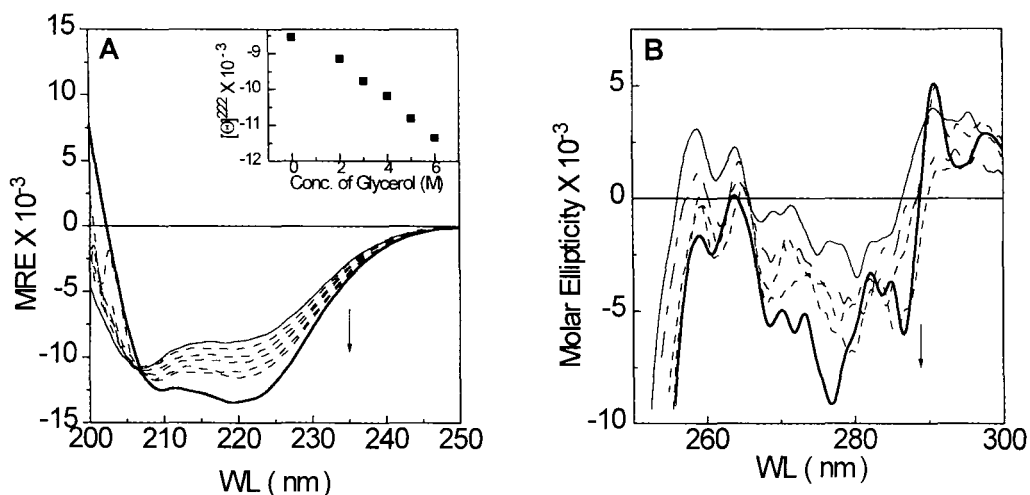 A
15
10
5
0
-5
-10
-15
MRE X 10⁻³
200 210 220 230 240 250
WL ( nm)
[Θ]²²² X 10⁻³
-9
-10
-11
-12
0 2 4 6
Conc. of Glycerol (M)
B
5
0
-5
-10
Molar Ellipticity X 10⁻³
260 280 300
WL ( nm)